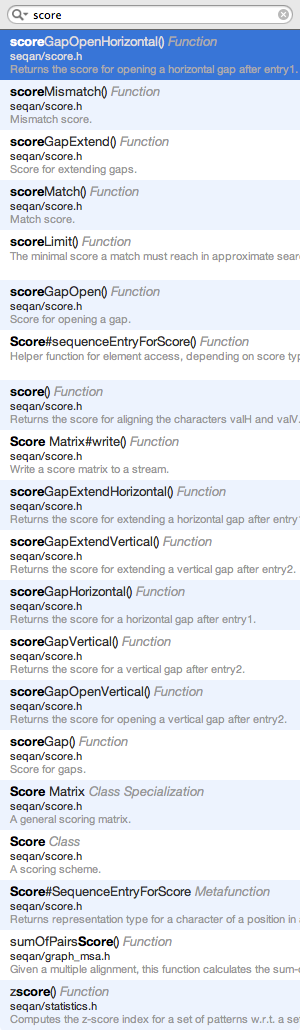 score
scoreGapOpenHorizontal() Function
seqan/score.h
Returns the score for opening a horizontal gap after entry1.
scoreMismatch() Function
seqan/score.h
Mismatch score.
scoreGapExtend() Function
seqan/score.h
Score for extending gaps.
scoreMatch() Function
seqan/score.h
Match score.
scoreLimit() Function
The minimal score a match must reach in approximate sear
scoreGapOpen() Function
seqan/score.h
Score for opening a gap.
Score#sequenceEntryForScore() Function
Helper function for element access, depending on score typ
score() Function
seqan/score.h
Returns the score for aligning the characters valH and valV.
Score Matrix#write() Function
seqan/score.h
Write a score matrix to a stream.
scoreGapExtendHorizontal() Function
seqan/score.h
Returns the score for extending a horizontal gap after entry1
scoreGapExtendVertical() Function
seqan/score.h
Returns the score for extending a vertical gap after entry2.
scoreGapHorizontal() Function
seqan/score.h
Returns the score for a horizontal gap after entry1.
scoreGapVertical() Function
seqan/score.h
Returns the score for a vertical gap after entry2.
scoreGapOpenVertical() Function
seqan/score.h
Returns the score for opening a vertical gap after entry2.
scoreGap() Function
seqan/score.h
Score for gaps.
Score Matrix Class Specialization
seqan/score.h
A general scoring matrix.
Score Class
seqan/score.h
A scoring scheme.
Score#SequenceEntryForScore Metafunction
seqan/score.h
Returns representation type for a character of a position in
sumOfPairsScore() Function
seqan/graph_msa.h
Given a multiple alignment, this function calculates the sum-
zscore() Function
seqan/statistics.h
Computes the z-score index for a set of patterns w.r.t. a se